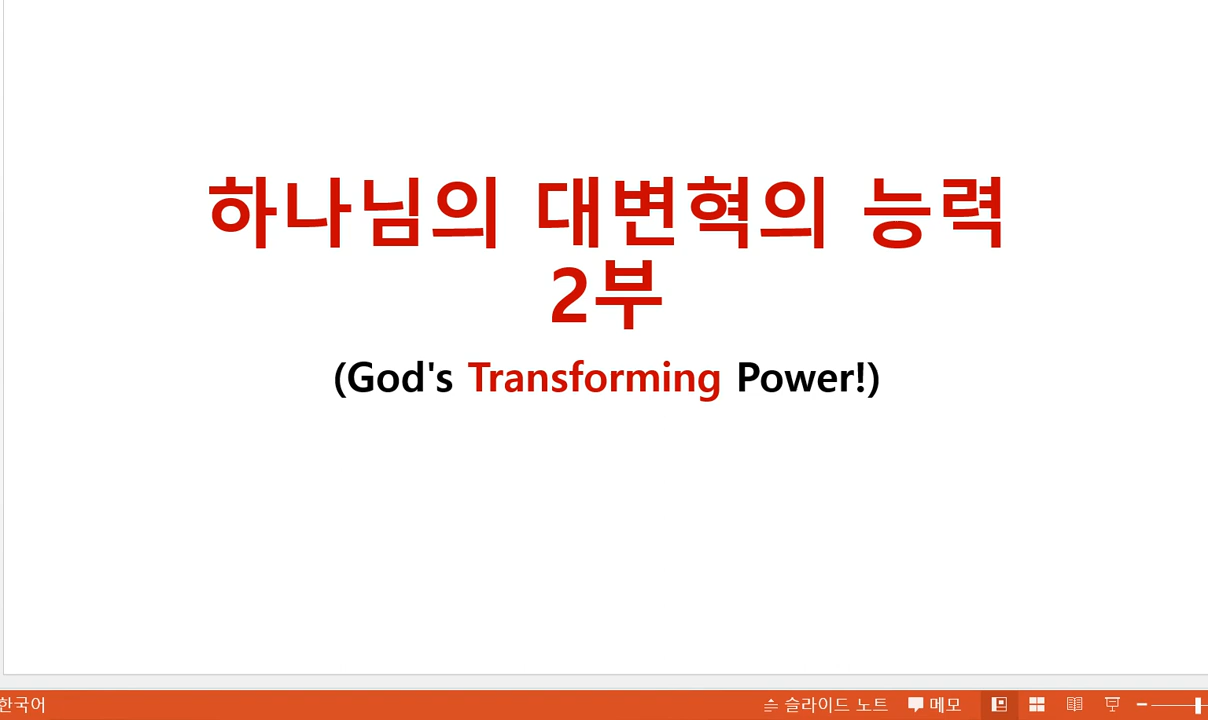 하나님의 대변혁의 능력
2부
(God's Transforming Power!)
한국어 슬라이드 노트 메모